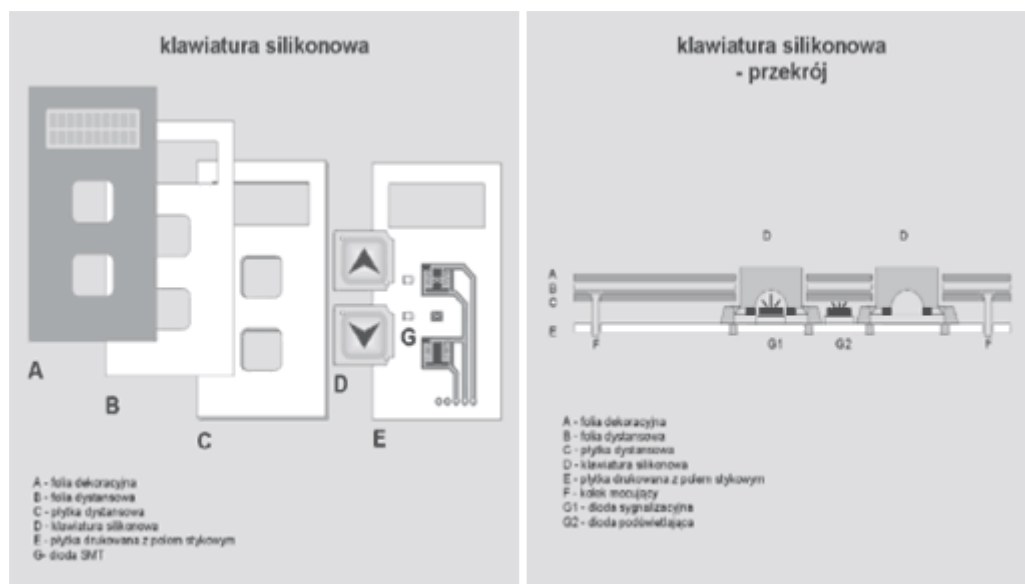 klawiatura silikonowa
A
B
C
D
G
E
A - folia dekoracyjna
B - folia dystansowa
C - płytka dystansowa
D - klawiatura silikonowa
E - płytka drukowana z polem stykowym
G- dioda SMT
klawiatura silikonowa
- przekrój
D D
A
B
C
E
F G1 G2 F
A - folia dekoracyjna
B - folia dystansowa
C - płytka dystansowa
D - klawiatura silikonowa
E - płytka drukowana z polem stykowym
F - kołek mocujący
G1 - dioda sygnalizacyjna
G2 - dioda podświetlająca